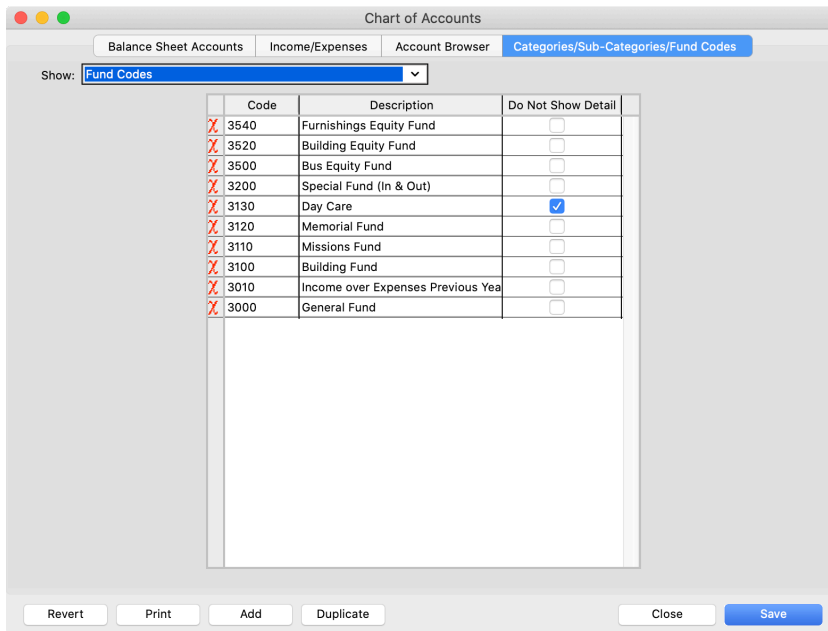 Chart of Accounts
Balance Sheet Accounts Income/Expenses Account Browser Categories/Sub-Categories/Fund Codes
Show: Fund Codes
Code Description Do Not Show Detail
3540 Furnishings Equity Fund
3520 Building Equity Fund
3500 Bus Equity Fund
3200 Special Fund (In & Out)
3130 Day Care
3120 Memorial Fund
3110 Missions Fund
3100 Building Fund
3010 Income over Expenses Previous Yea
3000 General Fund
Revert Print Add Duplicate Close Save